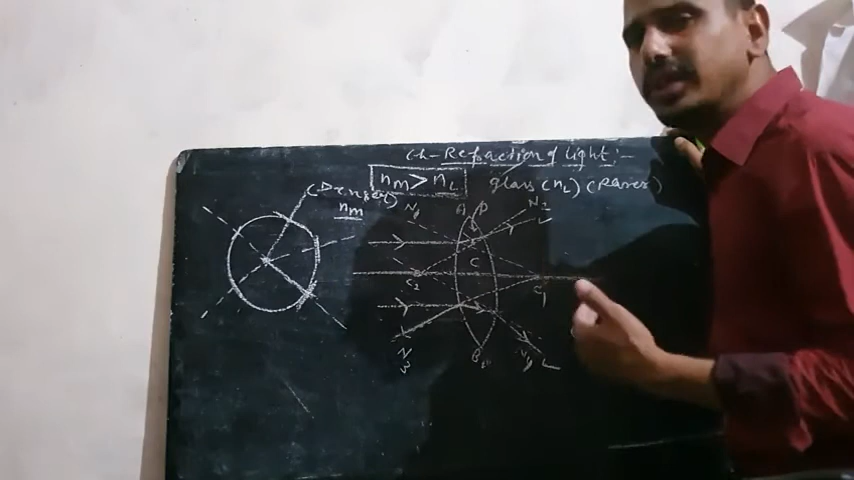 Ch- Refraction of light:-
nm > nL glass (nL) (Rarer)
(Denser)
nm
A
C
C2 C1
B